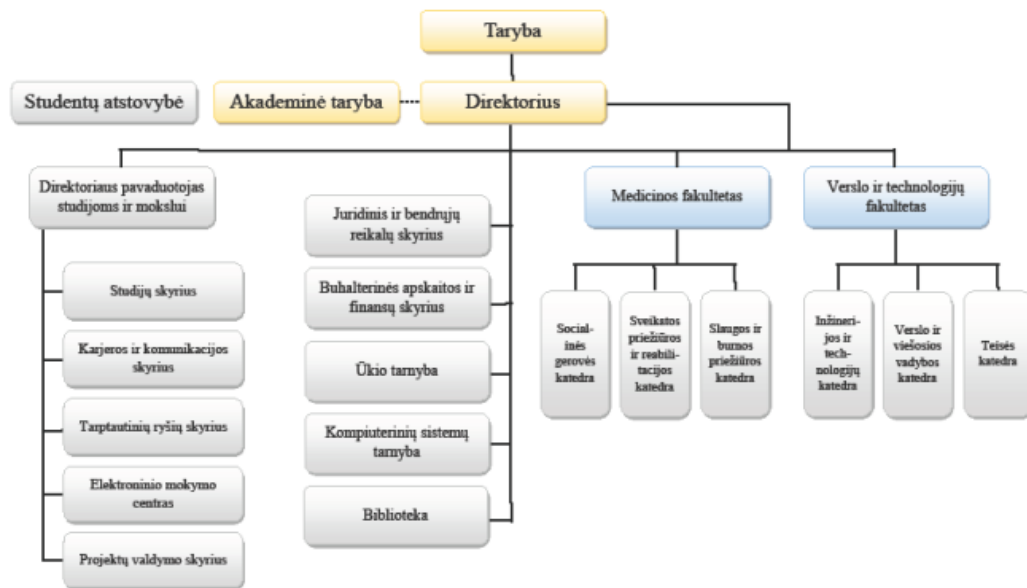 Taryba
Studentų atstovybė
Akademinė taryba
Direktorius
Direktoriaus pavaduotojas
studijoms ir mokslui
Studijų skyrius
Karjeros ir komunikacijos
skyrius
Tarptautinių ryšių skyrius
Elektroninio mokymo
centras
Projektų valdymo skyrius
Juridinis ir bendrųjų
reikalų skyrius
Buhalterinės apskaitos ir
finansų skyrius
Ūkio tarnyba
Kompiuterinių sistemų
tarnyba
Biblioteka
Medicinos fakultetas
Social-
inės
gerovės
katedra
Sveikatos
priežiūros
ir reabili-
tacijos
katedra
Slaugos ir
burnos
priežiūros
katedra
Verslo ir technologijų
fakultetas
Inžineri-
jos ir
tech-
nologijų
katedra
Verslo ir
viešosios
vadybos
katedra
Teisės
katedra